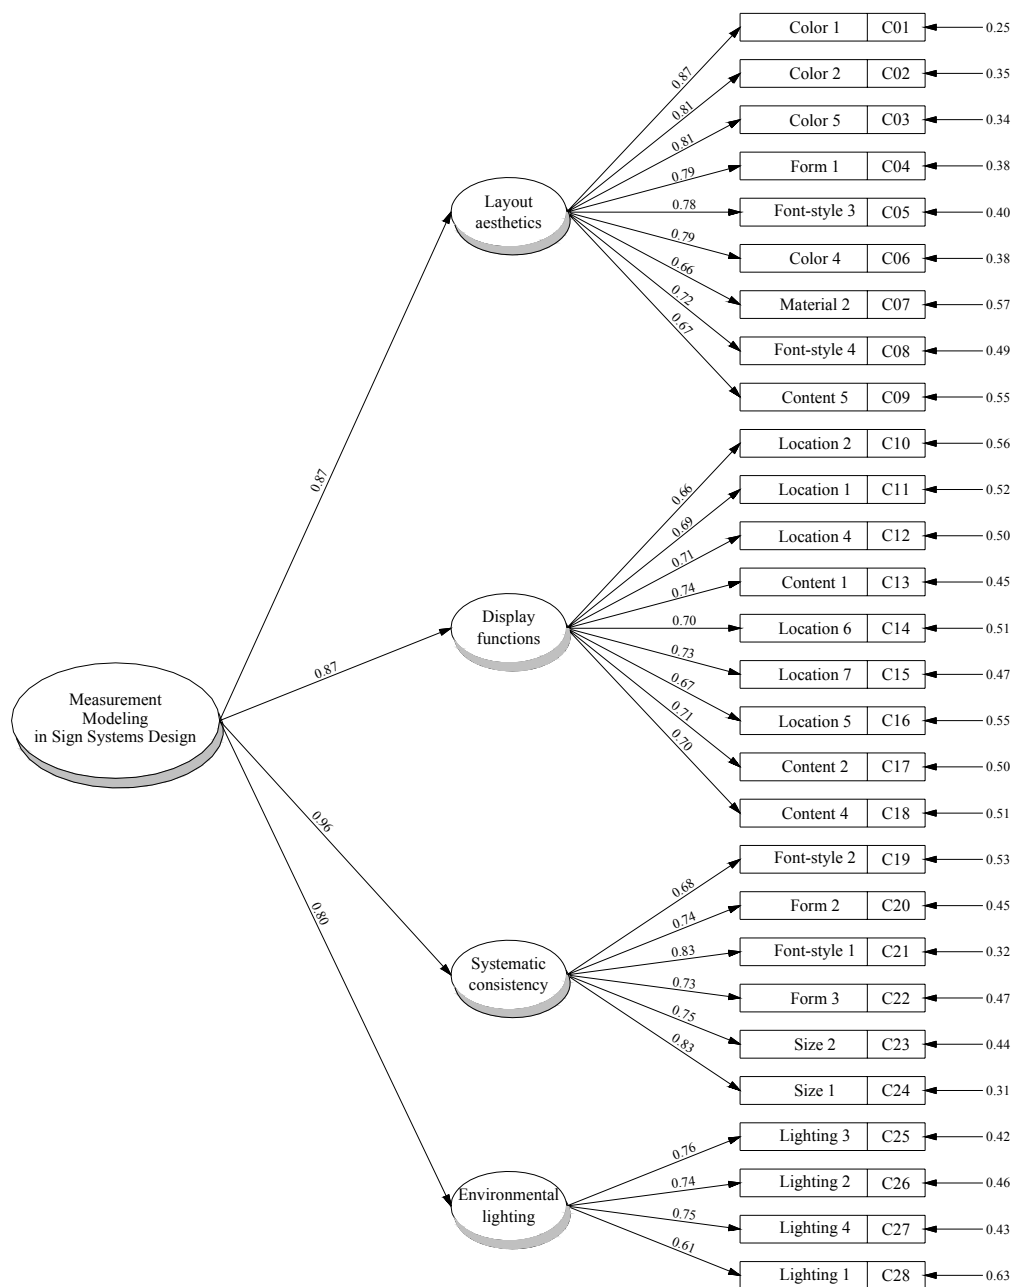 Color 1 C01 0.25
0.87
Color 2 C02 0.35
0.81
Color 5 C03 0.34
0.81
Form 1 C04 0.38
0.79
Layout
aesthetics
Font-style 3 C05 0.40
0.78
Color 4 C06 0.38
0.79
Material 2 C07 0.57
0.66
Font-style 4 C08 0.49
0.72
Content 5 C09 0.55
0.67
0.87
Location 2 C10 0.56
0.66
Location 1 C11 0.52
0.69
Location 4 C12 0.50
0.71
Content 1 C13 0.45
0.74
Display
functions
Location 6 C14 0.51
0.70
Location 7 C15 0.47
0.73
Location 5 C16 0.55
0.67
Content 2 C17 0.50
0.71
Content 4 C18 0.51
0.70
0.87
Measurement
Modeling
in Sign Systems Design
0.96
0.80
Font-style 2 C19 0.53
0.68
Form 2 C20 0.45
0.74
Font-style 1 C21 0.32
0.83
Systematic
consistency
Form 3 C22 0.47
0.73
Size 2 C23 0.44
0.75
Size 1 C24 0.31
0.83
Lighting 3 C25 0.42
0.76
Lighting 2 C26 0.46
0.74
Environmental
lighting
Lighting 4 C27 0.43
0.75
Lighting 1 C28 0.63
0.61